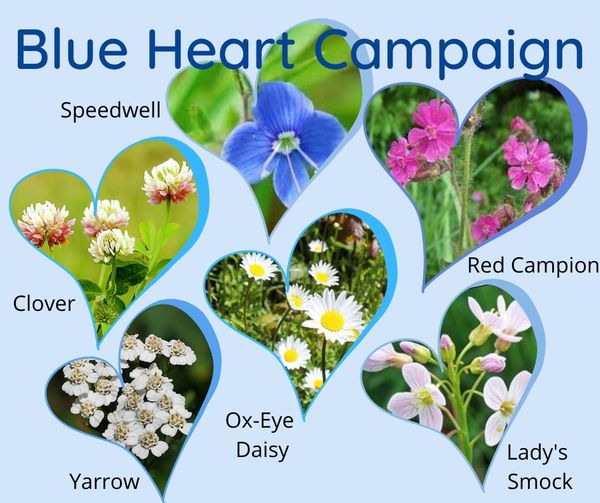 Blue Heart Campaign
Speedwell
Red Campion
Clover
Ox-Eye
Daisy
Lady's
Smock
Yarrow